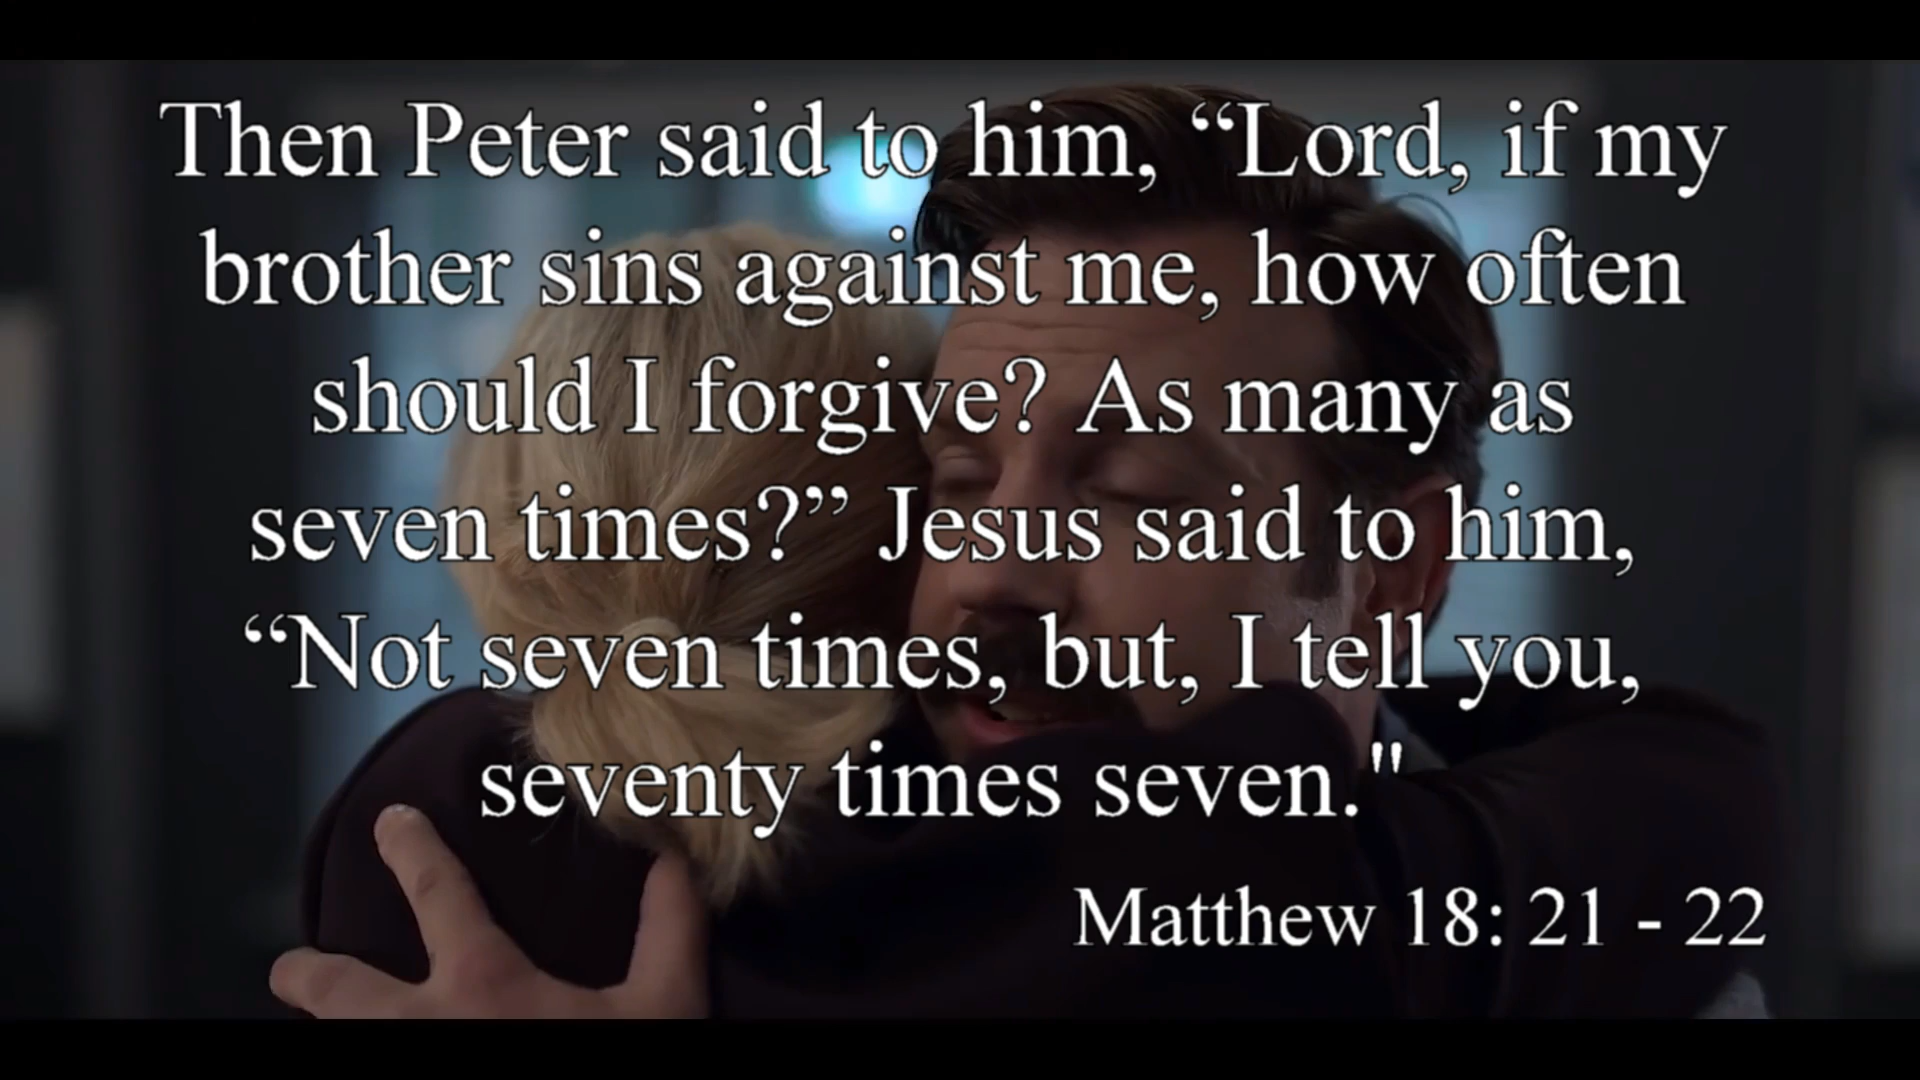 Then Peter said to him, “Lord, if my
brother sins against me, how often
should I forgive? As many as
seven times?” Jesus said to him,
“Not seven times, but, I tell you,
seventy times seven."
Matthew 18: 21 - 22